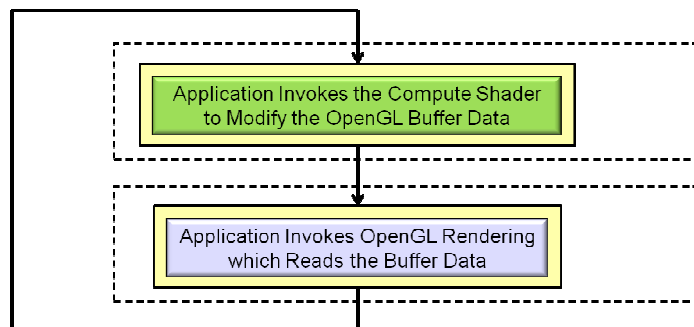 Application Invokes the Compute Shader
to Modify the OpenGL Buffer Data
Application Invokes OpenGL Rendering
which Reads the Buffer Data